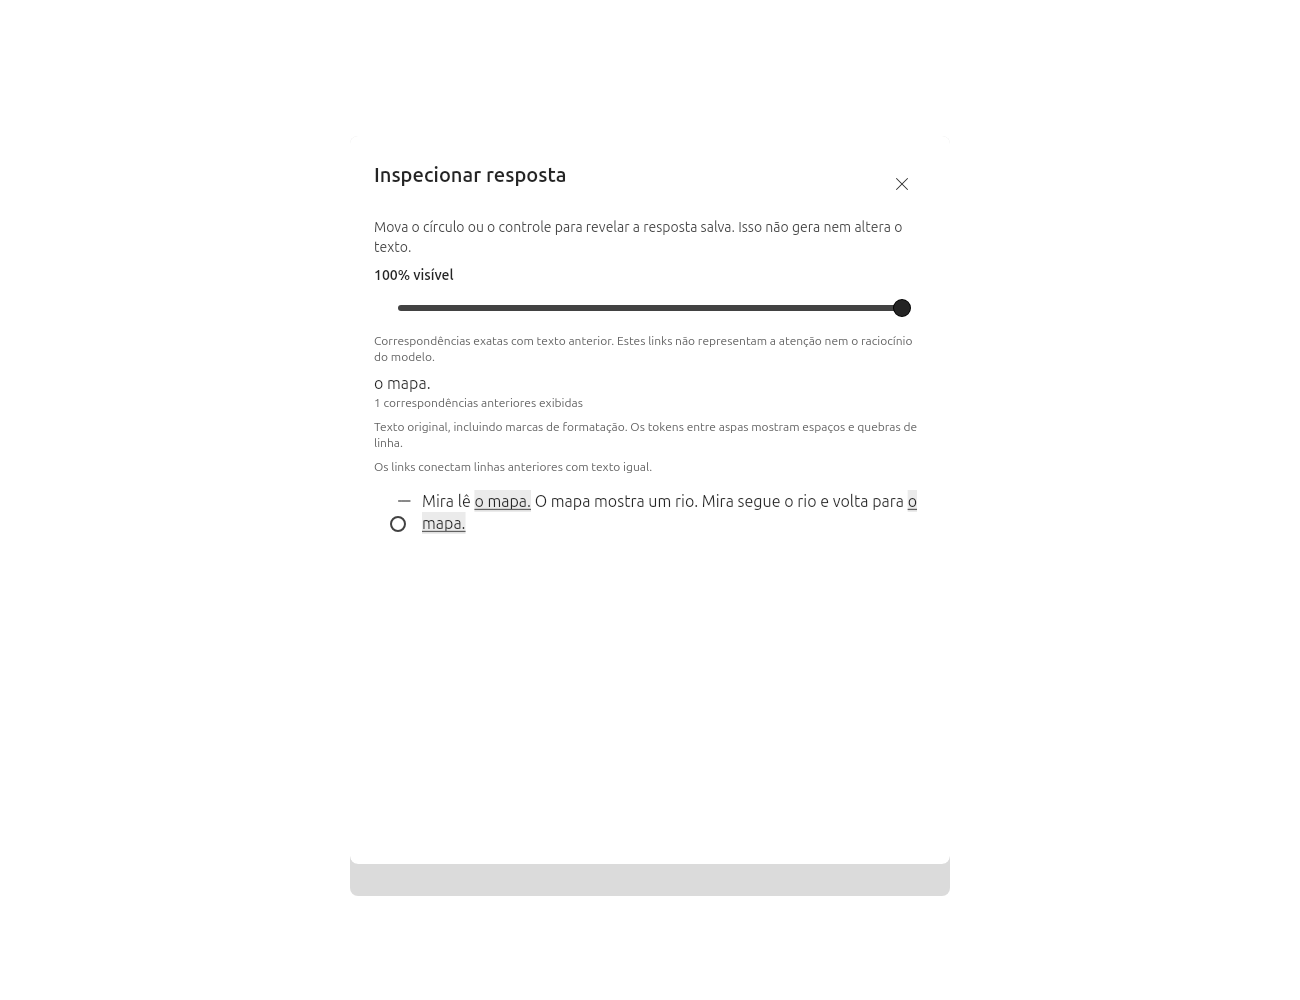 Inspecionar resposta
Mova o círculo ou o controle para revelar a resposta salva. Isso não gera nem altera o
texto.
100% visível
Correspondências exatas com texto anterior. Estes links não representam a atenção nem o raciocínio
do modelo.
o mapa.
1 correspondências anteriores exibidas
Texto original, incluindo marcas de formatação. Os tokens entre aspas mostram espaços e quebras de
linha.
Os links conectam linhas anteriores com texto igual.
Mira lê o mapa. O mapa mostra um rio. Mira segue o rio e volta para o
mapa.